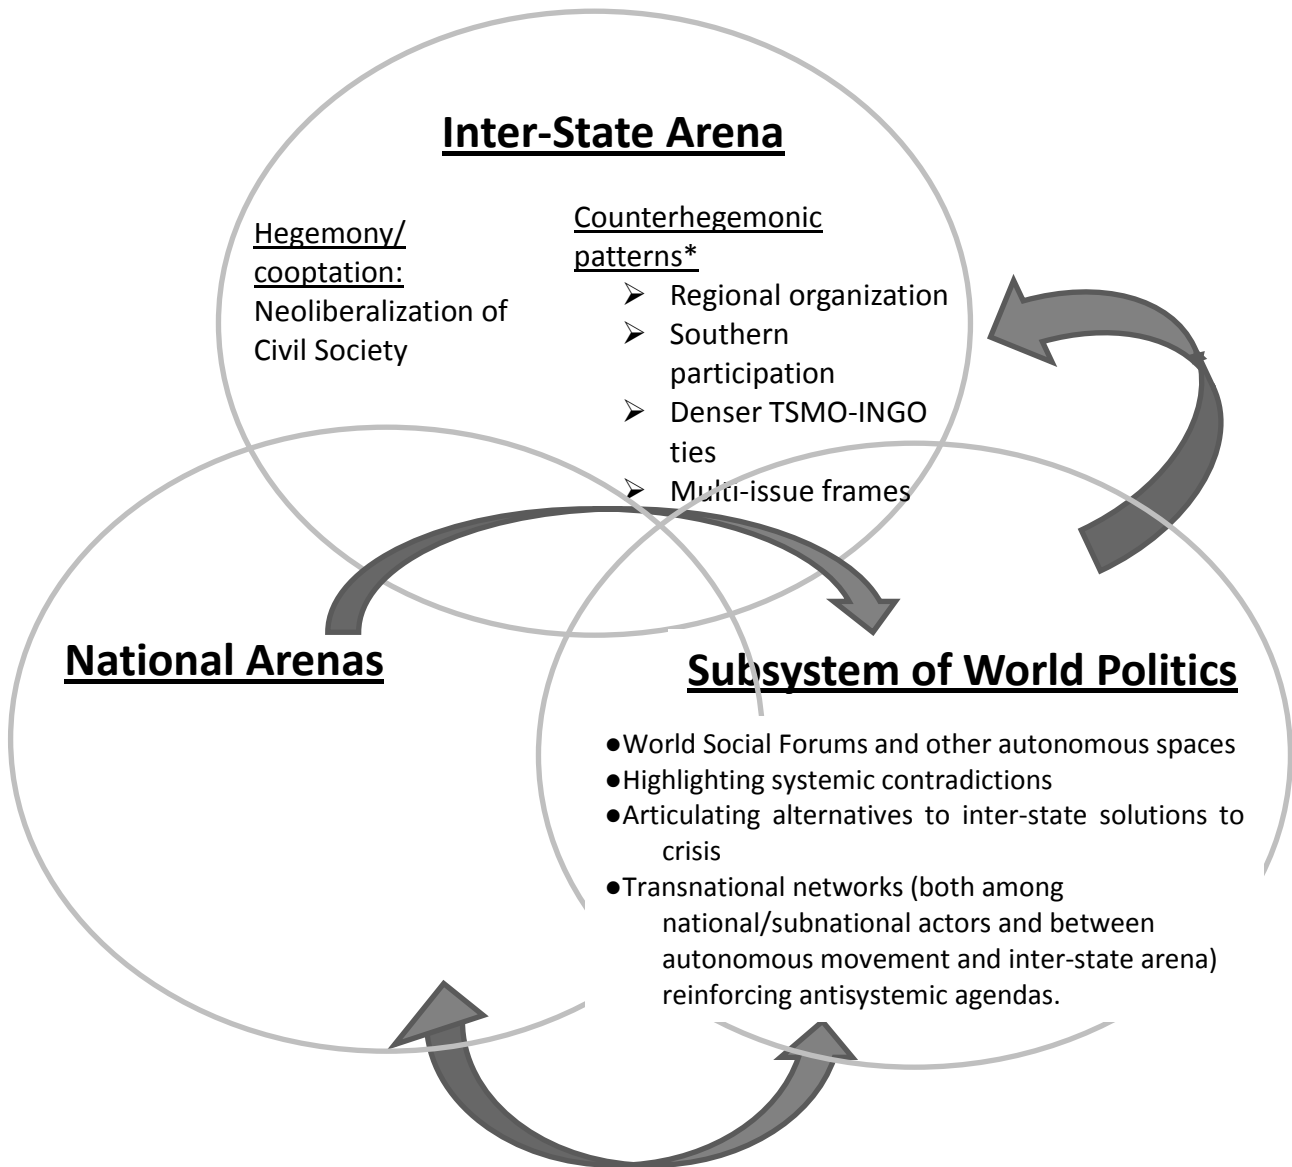 Inter-State Arena
Hegemony/
cooptation:
Neoliberalization of
Civil Society
Counterhegemonic
patterns*
➢ Regional organization
➢ Southern
participation
➢ Denser TSMO-INGO
ties
➢ Multi-issue frames
National Arenas
Subsystem of World Politics
●World Social Forums and other autonomous spaces
●Highlighting systemic contradictions
●Articulating alternatives to inter-state solutions to
crisis
●Transnational networks (both among
national/subnational actors and between
autonomous movement and inter-state arena)
reinforcing antisystemic agendas.